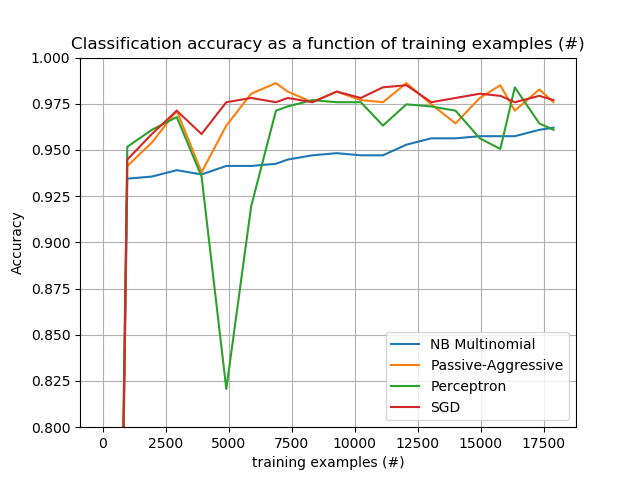 Classification accuracy as a function of training examples (#)
1.000
0.975
0.950
0.925
0.900
0.875
0.850
0.825
0.800
Accuracy
NB Multinomial
Passive-Aggressive
Perceptron
SGD
0 2500 5000 7500 10000 12500 15000 17500
training examples (#)